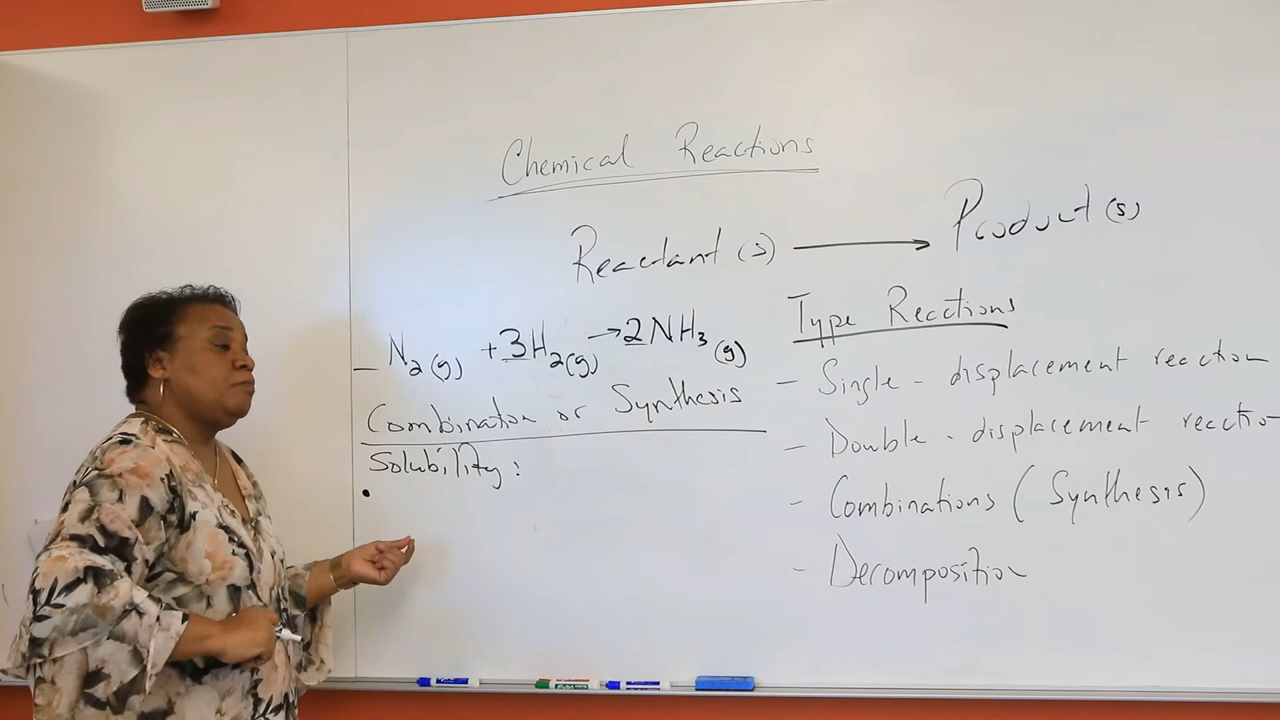 Chemical Reactions
Reactant (s) → Product (s)
N₂(g) + 3H₂(g) → 2NH₃(g)
Combination or Synthesis
Solubility:
•
Type Reactions
- Single - displacement reaction
- Double - displacement reactio
- Combinations (Synthesis)
- Decomposition